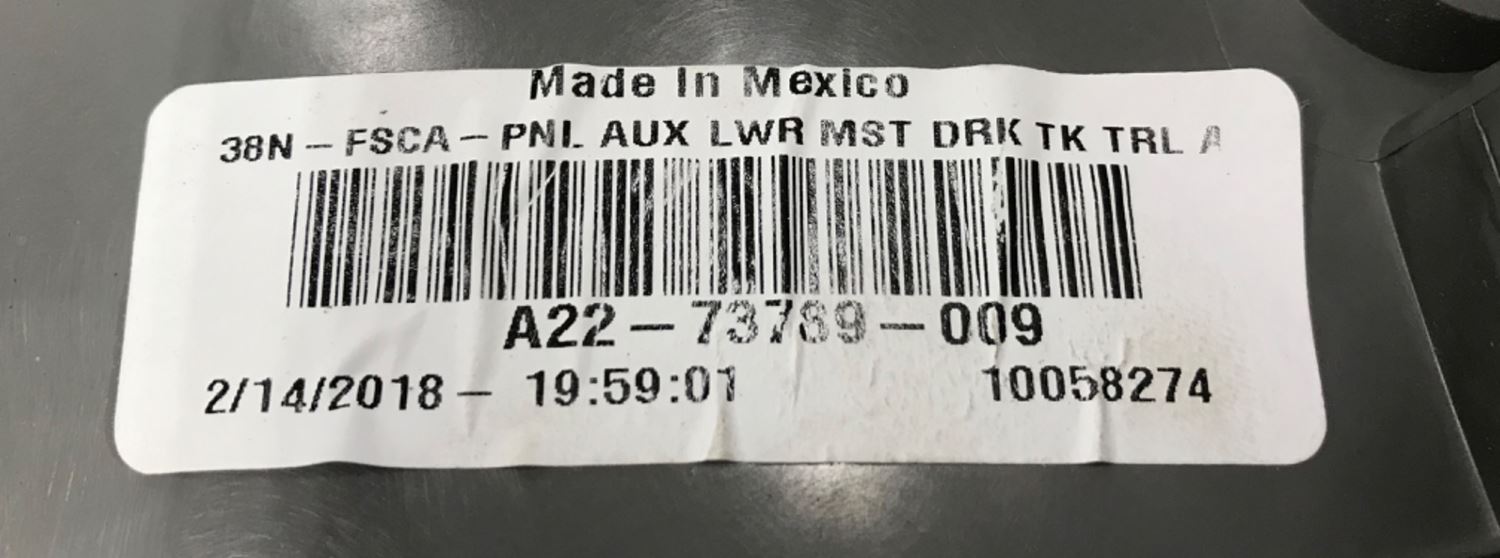 Made In Mexico
38N - FSCA - PNL AUX LWR MST DRK TK TRL A
A22-73789-009
2/14/2018 - 19:59:01 10058274